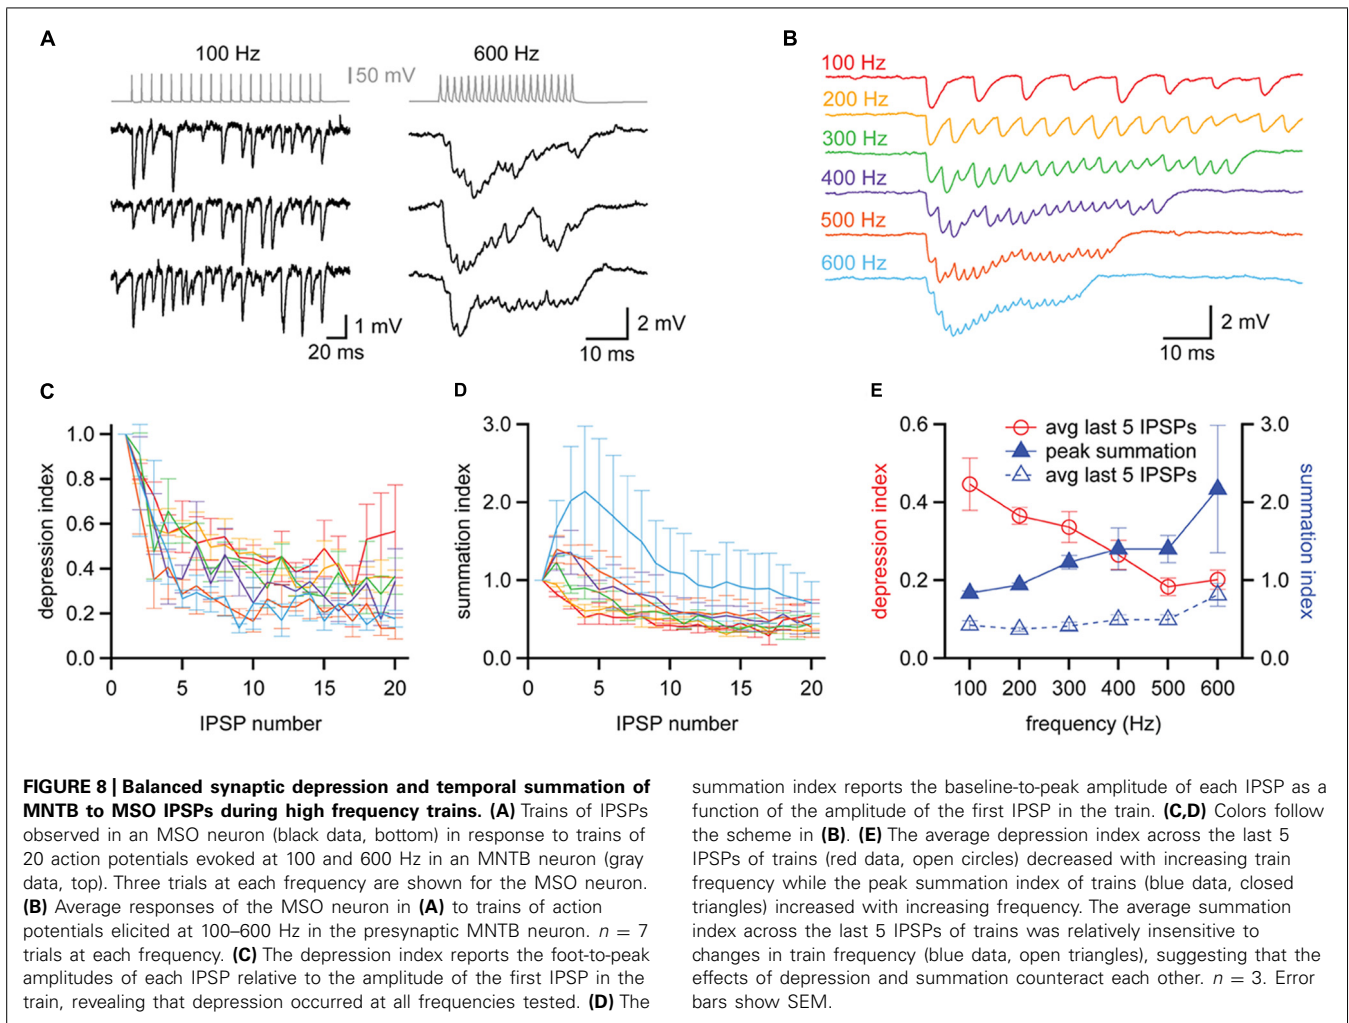 A
100 Hz
50 mV
600 Hz
1 mV
20 ms
2 mV
10 ms
B
100 Hz
200 Hz
300 Hz
400 Hz
500 Hz
600 Hz
2 mV
10 ms
C
depression index
1.0
0.8
0.6
0.4
0.2
0.0
0 5 10 15 20
IPSP number
D
summation index
3.0
2.0
1.0
0.0
0 5 10 15 20
IPSP number
E
depression index
0.6
0.4
0.2
0.0
avg last 5 IPSPs
peak summation
avg last 5 IPSPs
3.0
2.0
1.0
0.0
summation index
100 200 300 400 500 600
frequency (Hz)
FIGURE 8 | Balanced synaptic depression and temporal summation of
MNTB to MSO IPSPs during high frequency trains. (A) Trains of IPSPs
observed in an MSO neuron (black data, bottom) in response to trains of
20 action potentials evoked at 100 and 600 Hz in an MNTB neuron (gray
data, top). Three trials at each frequency are shown for the MSO neuron.
(B) Average responses of the MSO neuron in (A) to trains of action
potentials elicited at 100–600 Hz in the presynaptic MNTB neuron. n = 7
trials at each frequency. (C) The depression index reports the foot-to-peak
amplitudes of each IPSP relative to the amplitude of the first IPSP in the
train, revealing that depression occurred at all frequencies tested. (D) The
summation index reports the baseline-to-peak amplitude of each IPSP as a
function of the amplitude of the first IPSP in the train. (C,D) Colors follow
the scheme in (B). (E) The average depression index across the last 5
IPSPs of trains (red data, open circles) decreased with increasing train
frequency while the peak summation index of trains (blue data, closed
triangles) increased with increasing frequency. The average summation
index across the last 5 IPSPs of trains was relatively insensitive to
changes in train frequency (blue data, open triangles), suggesting that the
effects of depression and summation counteract each other. n = 3. Error
bars show SEM.